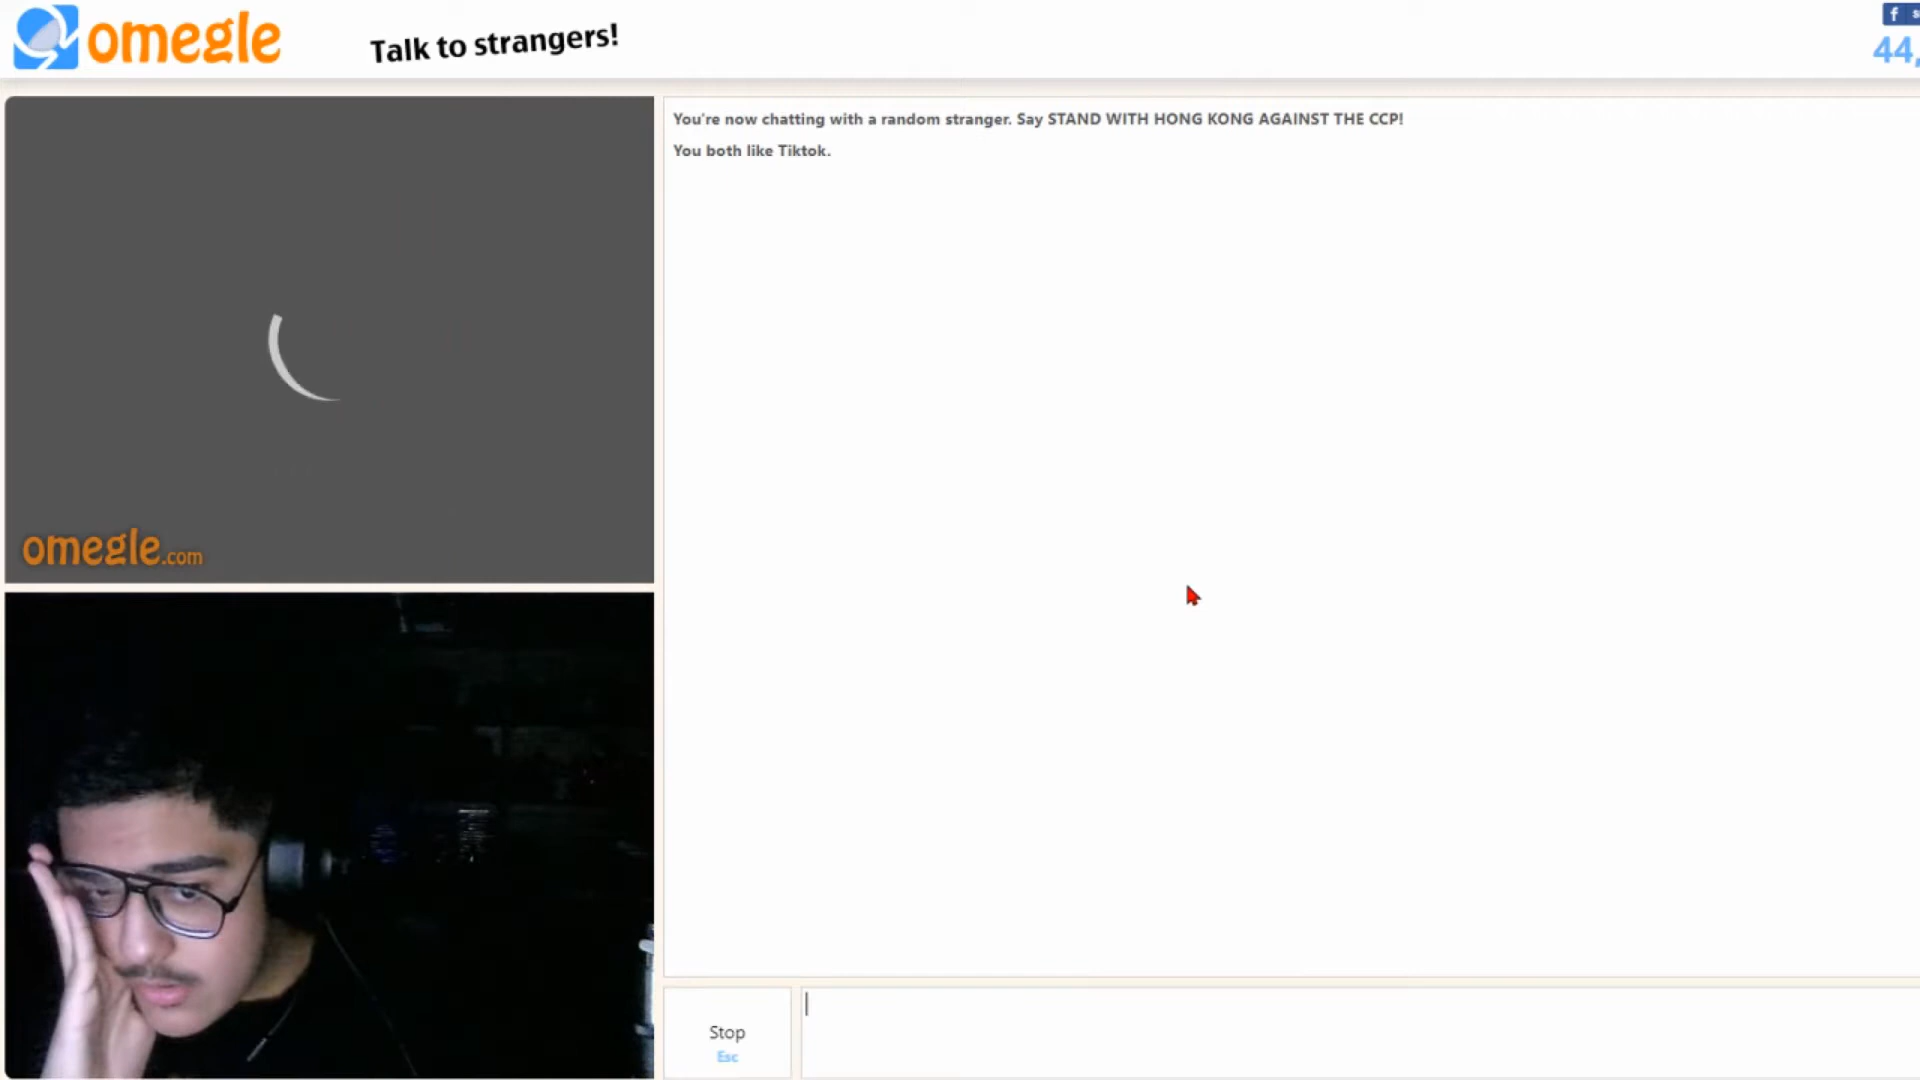 omegle
Talk to strangers!
f
44,
You're now chatting with a random stranger. Say STAND WITH HONG KONG AGAINST THE CCP!
You both like Tiktok.
omegle.com
Stop
Esc